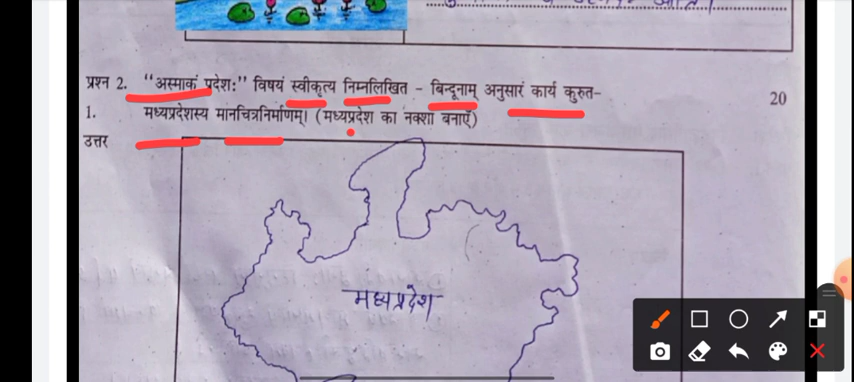 प्रश्न 2. "अस्माकं प्रदेशः" विषयं स्वीकृत्य निम्नलिखित - बिन्दूनाम् अनुसारं कार्य कुरुत-
20
1. मध्यप्रदेशस्य मानचित्रनिर्माणम्। (मध्यप्रदेश का नक्शा बनाएँ)
उत्तर
मध्यप्रदेश